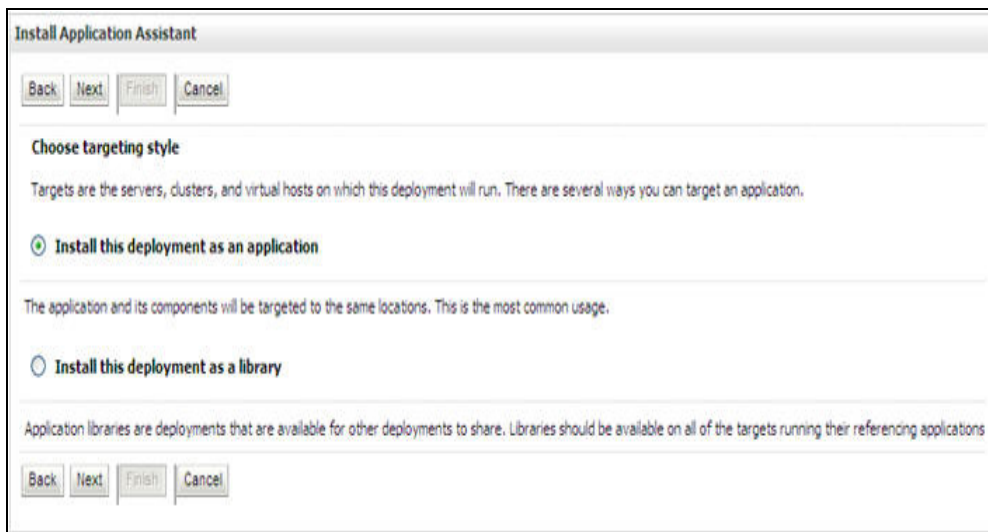 Install Application Assistant
Back Next Finish Cancel
Choose targeting style
Targets are the servers, clusters, and virtual hosts on which this deployment will run. There are several ways you can target an application.
Install this deployment as an application
The application and its components will be targeted to the same locations. This is the most common usage.
Install this deployment as a library
Application libraries are deployments that are available for other deployments to share. Libraries should be available on all of the targets running their referencing applications
Back Next Finish Cancel